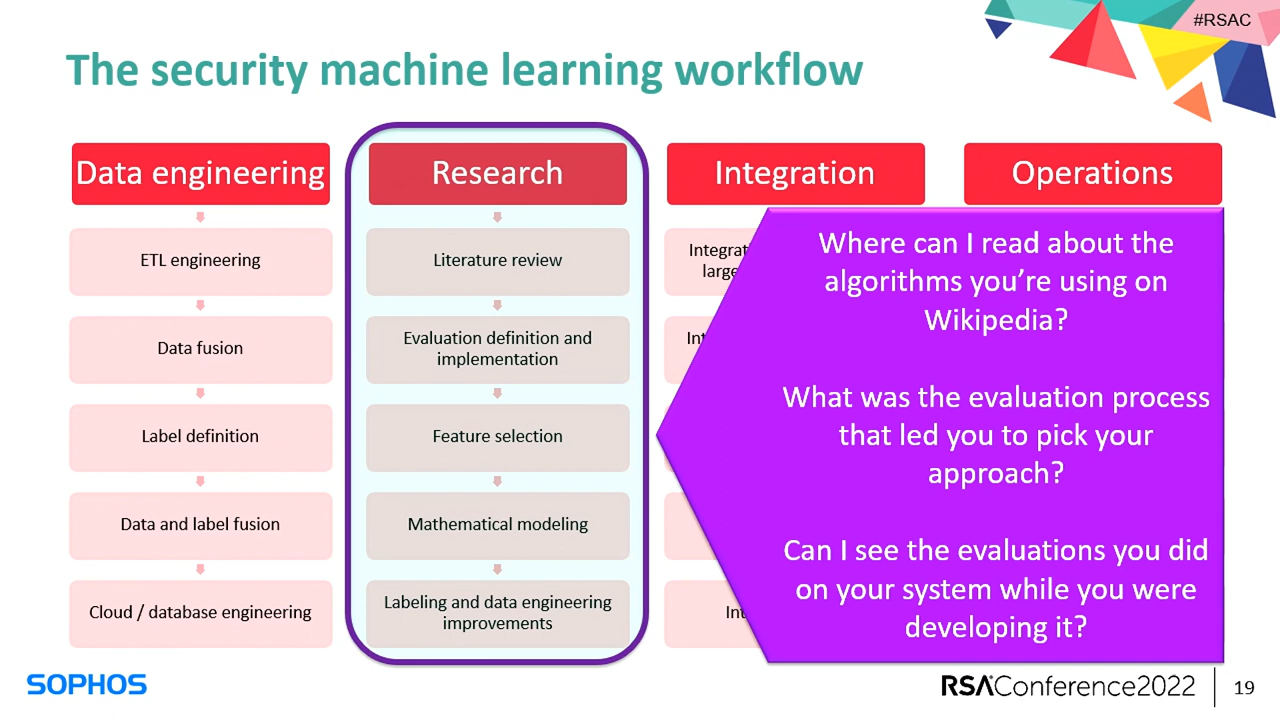 #RSAC
The security machine learning workflow
Data engineering
ETL engineering
Data fusion
Label definition
Data and label fusion
Cloud / database engineering
Research
Literature review
Evaluation definition and
implementation
Feature selection
Mathematical modeling
Labeling and data engineering
improvements
Integration
large
Operations
Where can I read about the
algorithms you’re using on
Wikipedia?
What was the evaluation process
that led you to pick your
approach?
Can I see the evaluations you did
on your system while you were
developing it?
SOPHOS
RSAConference2022
19